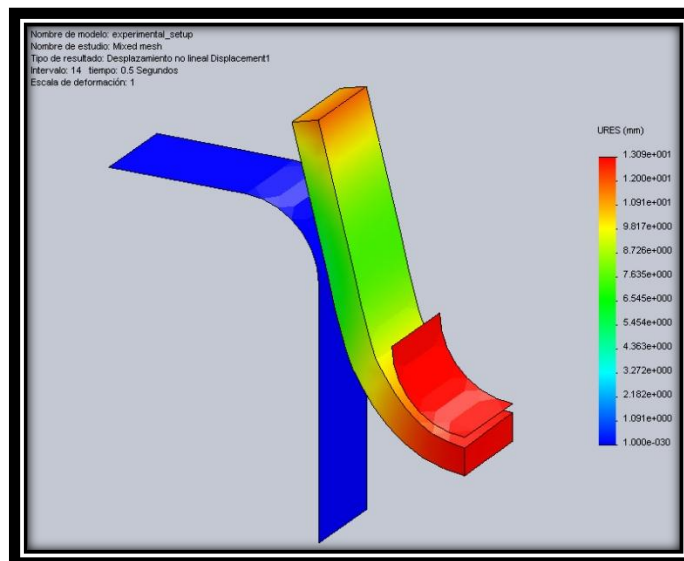 Nombre de modelo: experimental_setup
Nombre de estudio: Mixed mesh
Tipo de resultado: Desplazamiento no lineal Displacement1
Intervalo: 14 tiempo: 0.5 Segundos
Escala de deformación: 1
URES (mm)
1.309e+001
1.200e+001
1.091e+001
9.817e+000
8.726e+000
7.635e+000
6.545e+000
5.454e+000
4.363e+000
3.272e+000
2.182e+000
1.091e+000
1.000e-030